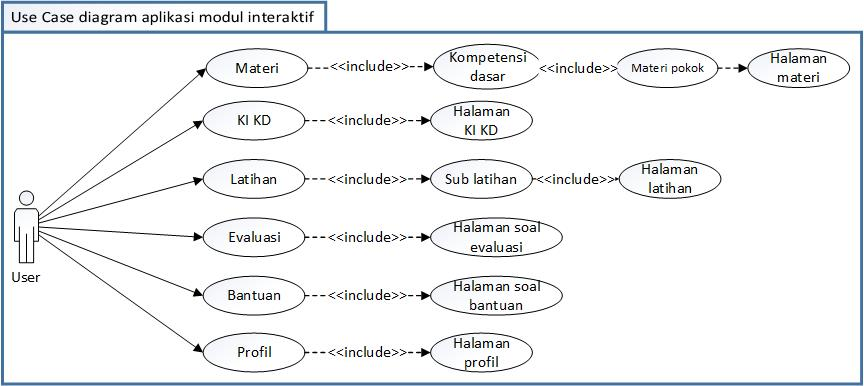 Use Case diagram aplikasi modul interaktif
Materi
<<include>>
Kompetensi
dasar
<<include>>
Materi pokok
Halaman
materi
KI KD
<<include>>
Halaman
KI KD
Latihan
<<include>>
Sub latihan
<<include>>
Halaman
latihan
User
Evaluasi
<<include>>
Halaman soal
evaluasi
Bantuan
<<include>>
Halaman soal
bantuan
Profil
<<include>>
Halaman
profil